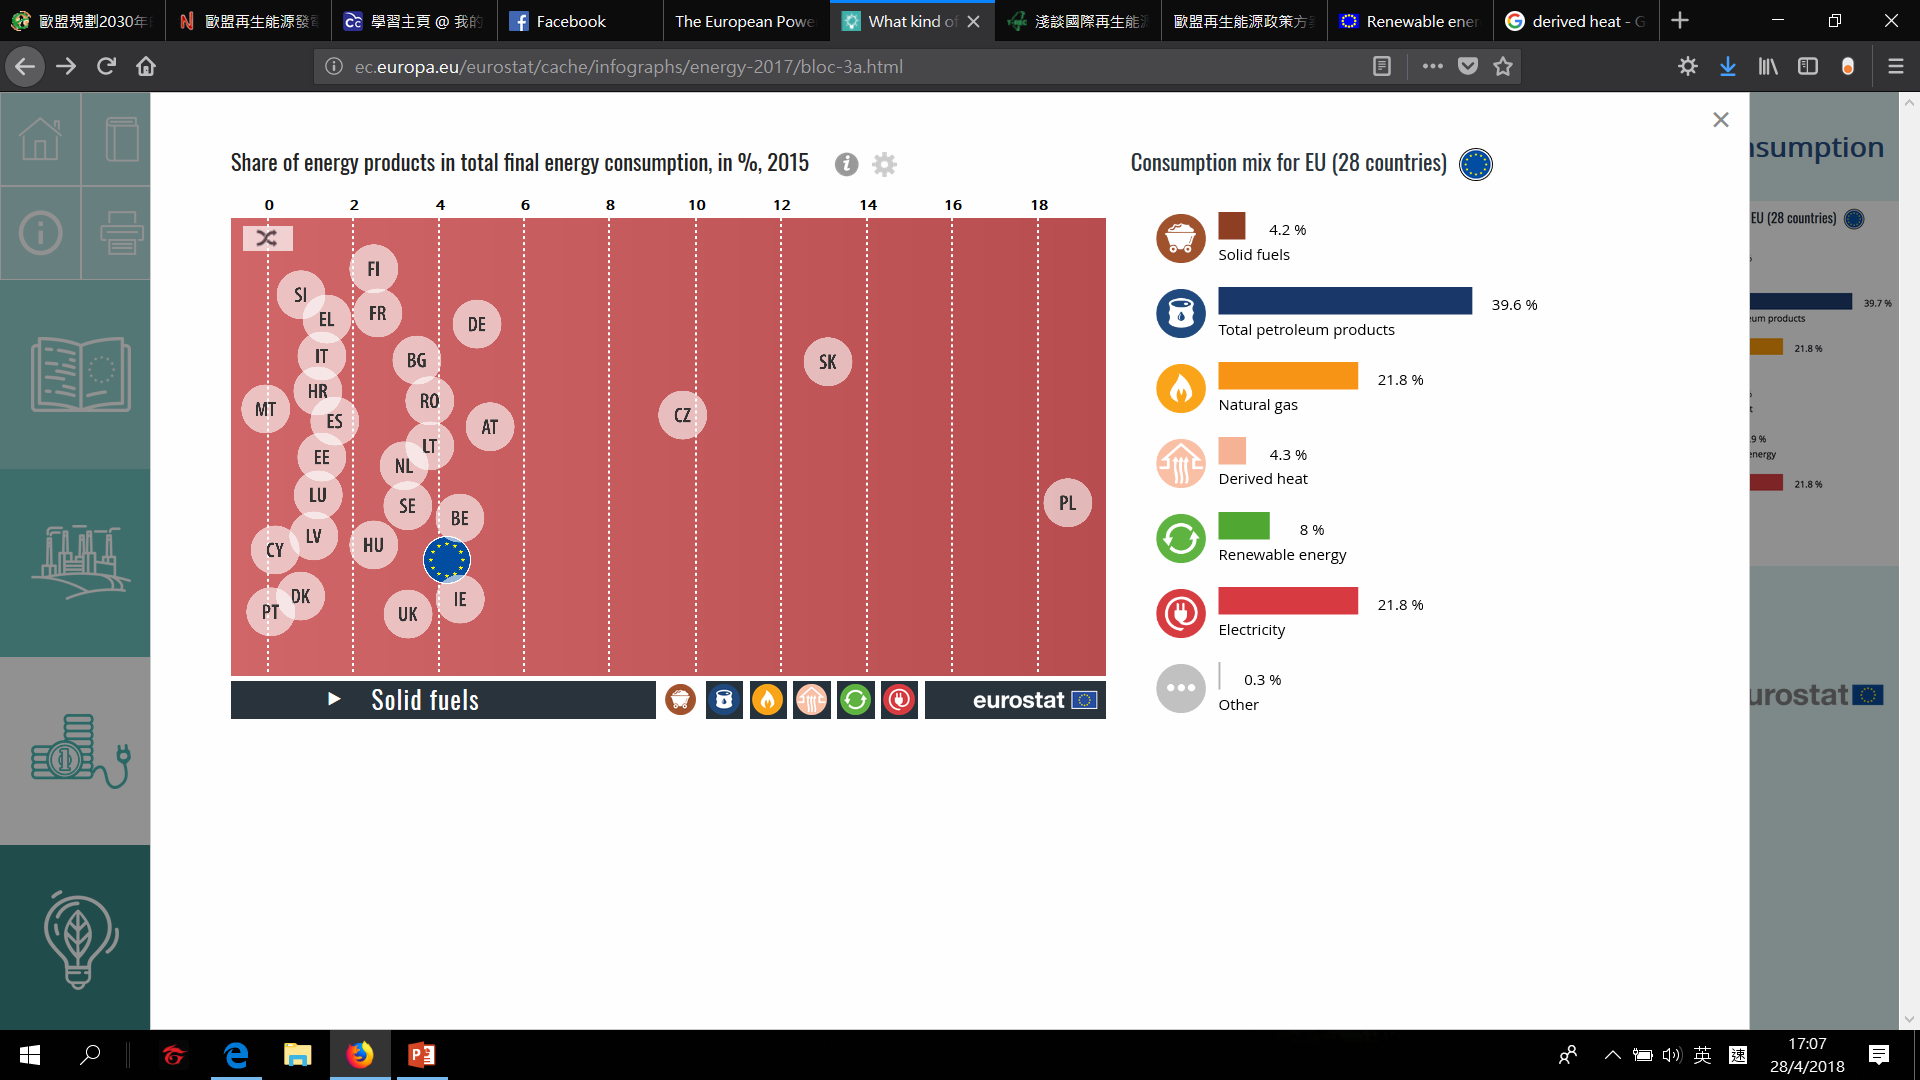 歐盟規劃2030年
歐盟再生能源發電
學習主頁 @ 我的
Facebook
The European Powe
What kind of
淺談國際再生能源
歐盟再生能源政策方
Renewable ener
derived heat - G
ec.europa.eu/eurostat/cache/infographs/energy-2017/bloc-3a.html
Share of energy products in total final energy consumption, in %, 2015
0 2 4 6 8 10 12 14 16 18
FI
SI
EL
FR
DE
IT
BG
SK
HR
RO
MT
ES
CZ
AT
LT
EE
NL
LU
SE
PL
BE
LV
HU
CY
DK
IE
PT
UK
Solid fuels
eurostat
Consumption mix for EU (28 countries)
4.2 %
Solid fuels
39.6 %
Total petroleum products
21.8 %
Natural gas
4.3 %
Derived heat
8 %
Renewable energy
21.8 %
Electricity
0.3 %
Other
nsumption
EU (28 countries)
39.7 %
um products
21.8 %
.9 %
energy
21.8 %
urostat
英
速
17:07
28/4/2018